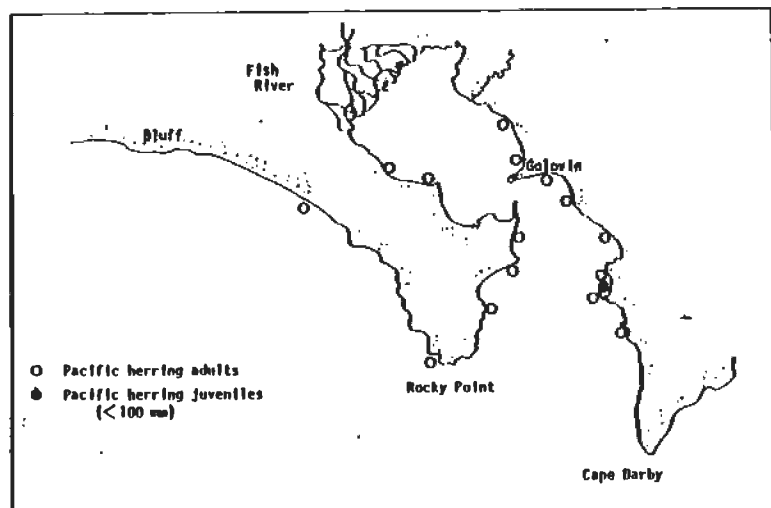 Fish
River
Bluff
Golovin
Pacific herring adults
Pacific herring juveniles
(<100 mm)
Rocky Point
Cape Darby